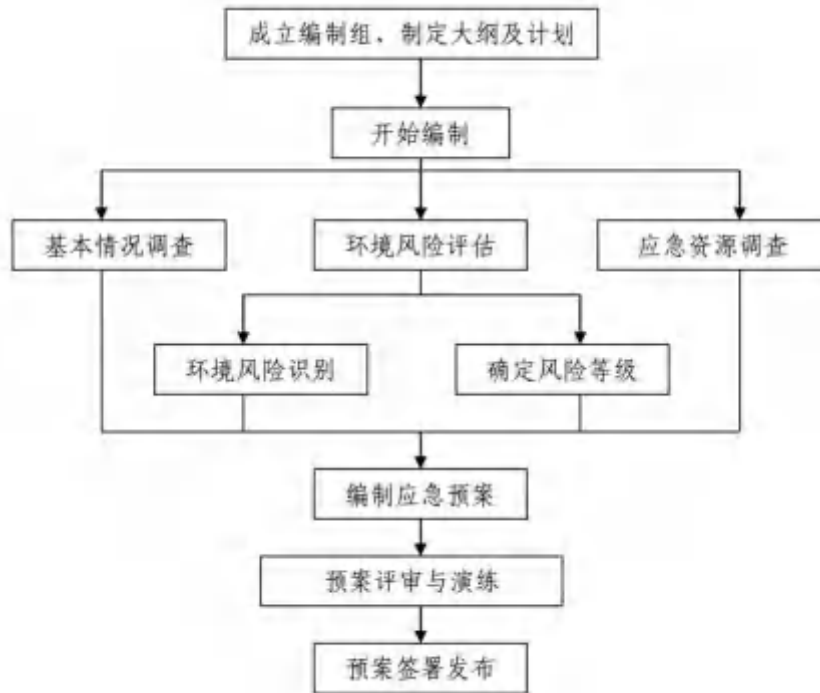 成立编制组、制定大纲及计划
开始编制
基本情况调查
环境风险评估
应急资源调查
环境风险识别
确定风险等级
编制应急预案
预案评审与演练
预案签署发布